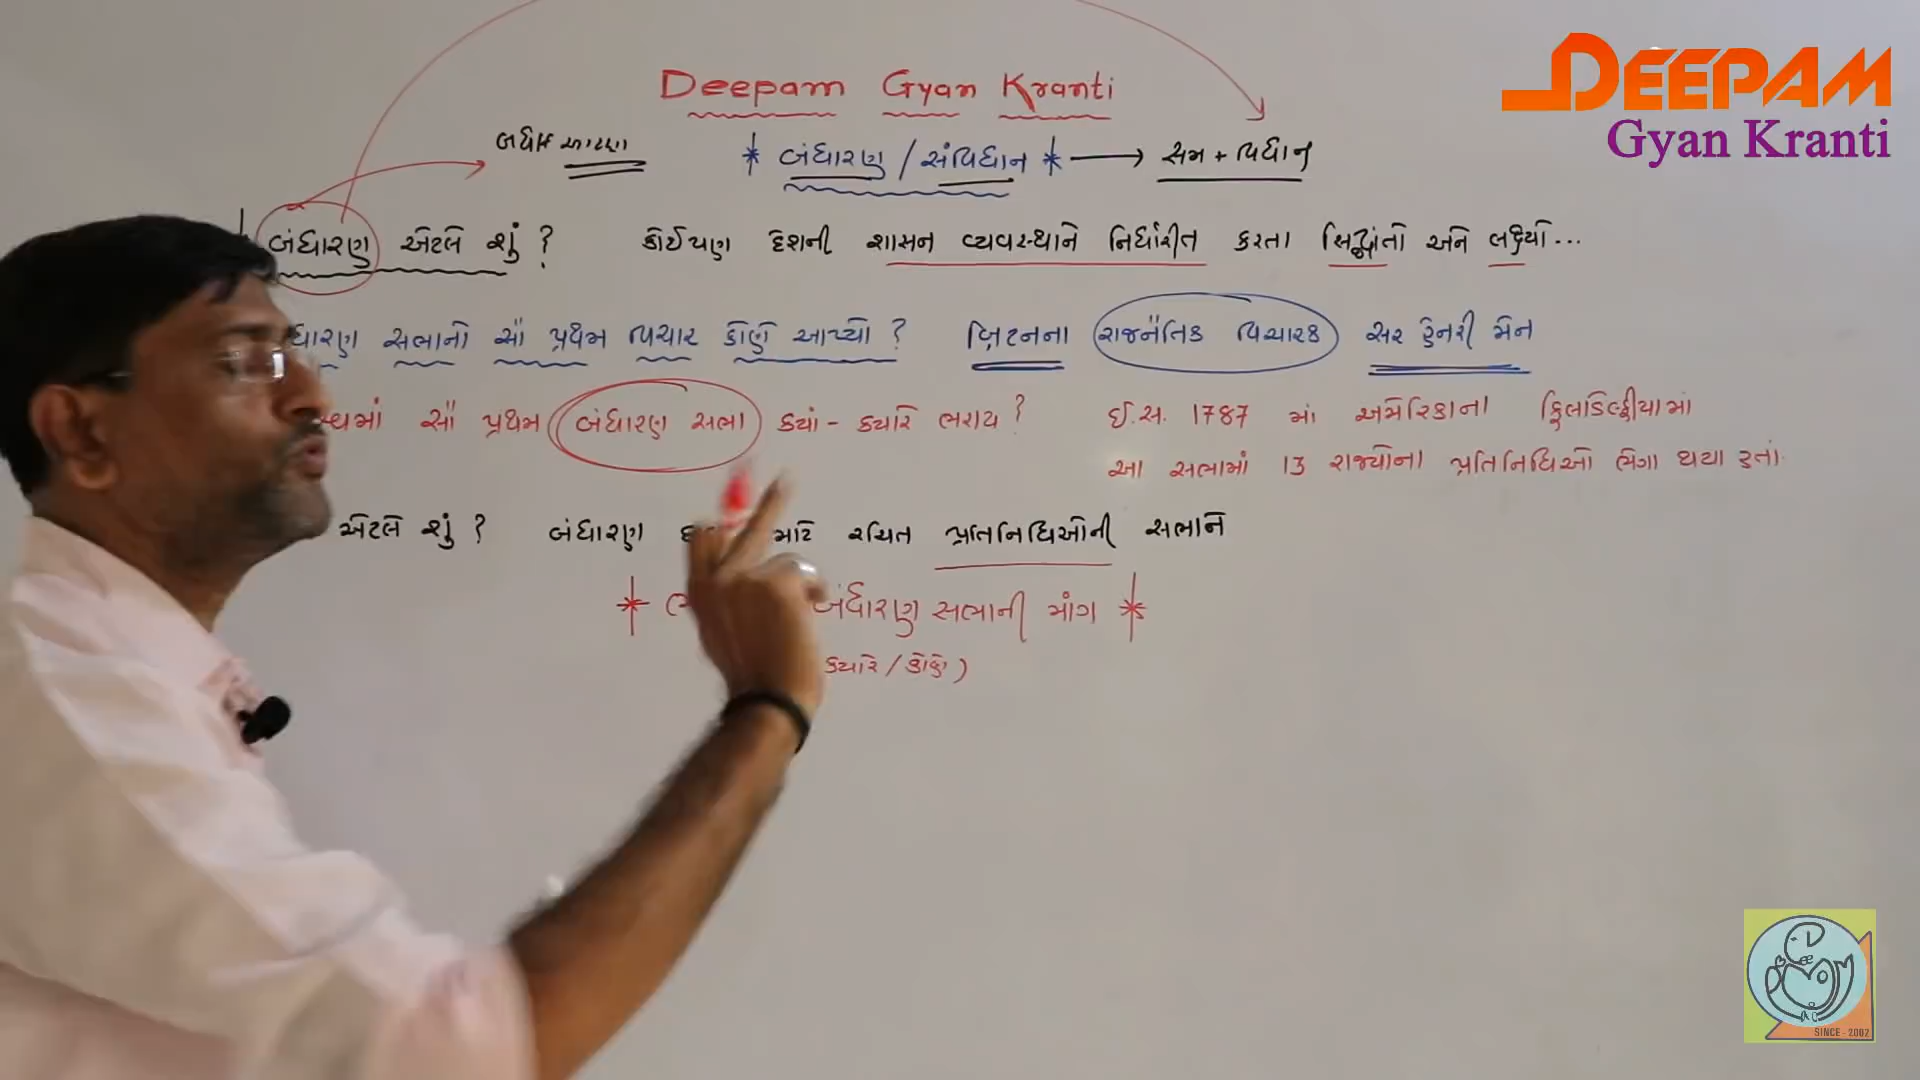 Deepam Gyan Kranti
DEEPAM
Gyan Kranti
* બંધારણ / સંવિધાન * → સમ + વિધાન
બંધારણ એટલે શું ? કોઈપણ દેશની શાસન વ્યવસ્થાને નિર્ધારીત કરતા સિદ્ધાંતો અને લક્ષ્યો...
ધારણ સભાનો સૌ પ્રથમ વિચાર કોણે આપ્યો ? બ્રિટનના રાજનૈતિક વિચારક સર હેનરી મેન
સૌ પ્રથમ બંધારણ સભા ક્યાં - ક્યારે ભરાય ? ઈ.સ. 1787 માં અમેરિકાના ફિલાડેલ્ફીયામાં
આ સભામાં 13 રાજ્યોના પ્રતિનિધિઓ ભેગા થયા હતાં.
એટલે શું ? બંધારણ માટે રચિત પ્રતિનિધિઓની સભાને
* બંધારણ સભાની માંગ *
ક્યારે / કોણે )
SINCE - 2002